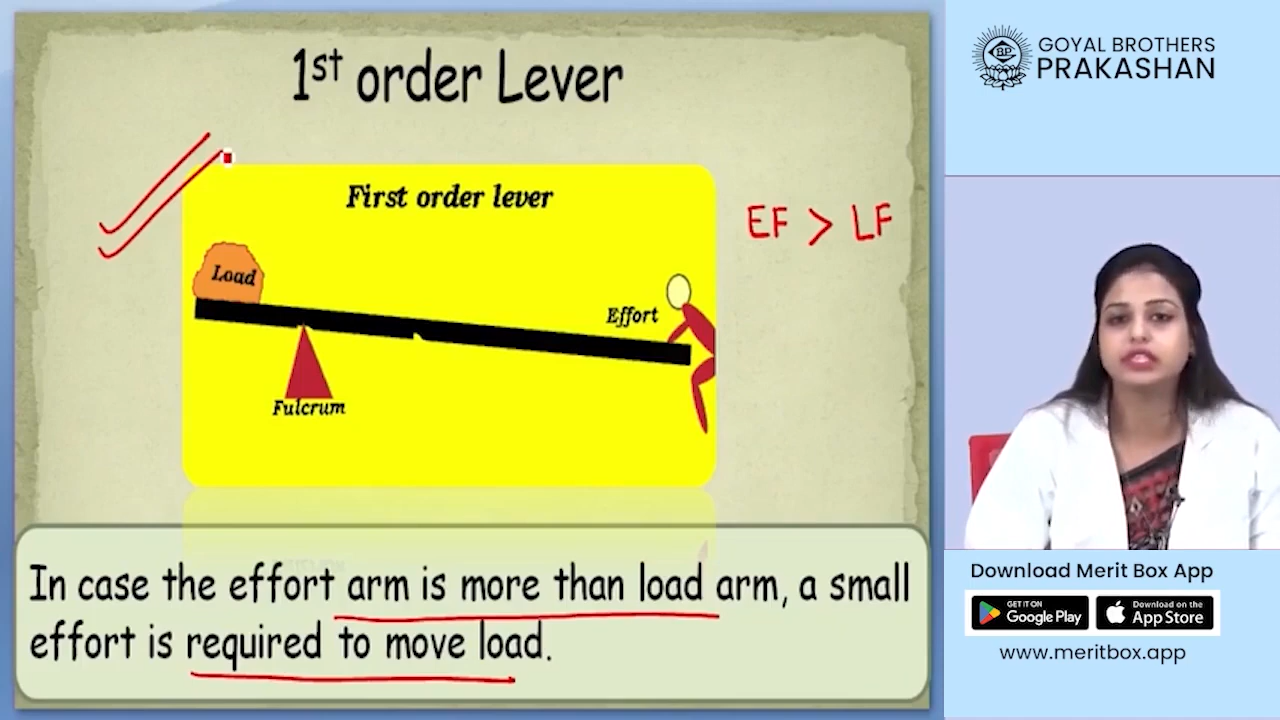 1st order Lever
First order lever
EF > LF
Load
Effort
Fulcrum
In case the effort arm is more than load arm, a small
effort is required to move load.
BP
GOYAL BROTHERS
PRAKASHAN
Download Merit Box App
GET IT ON
Google Play
Download on the
App Store
www.meritbox.app